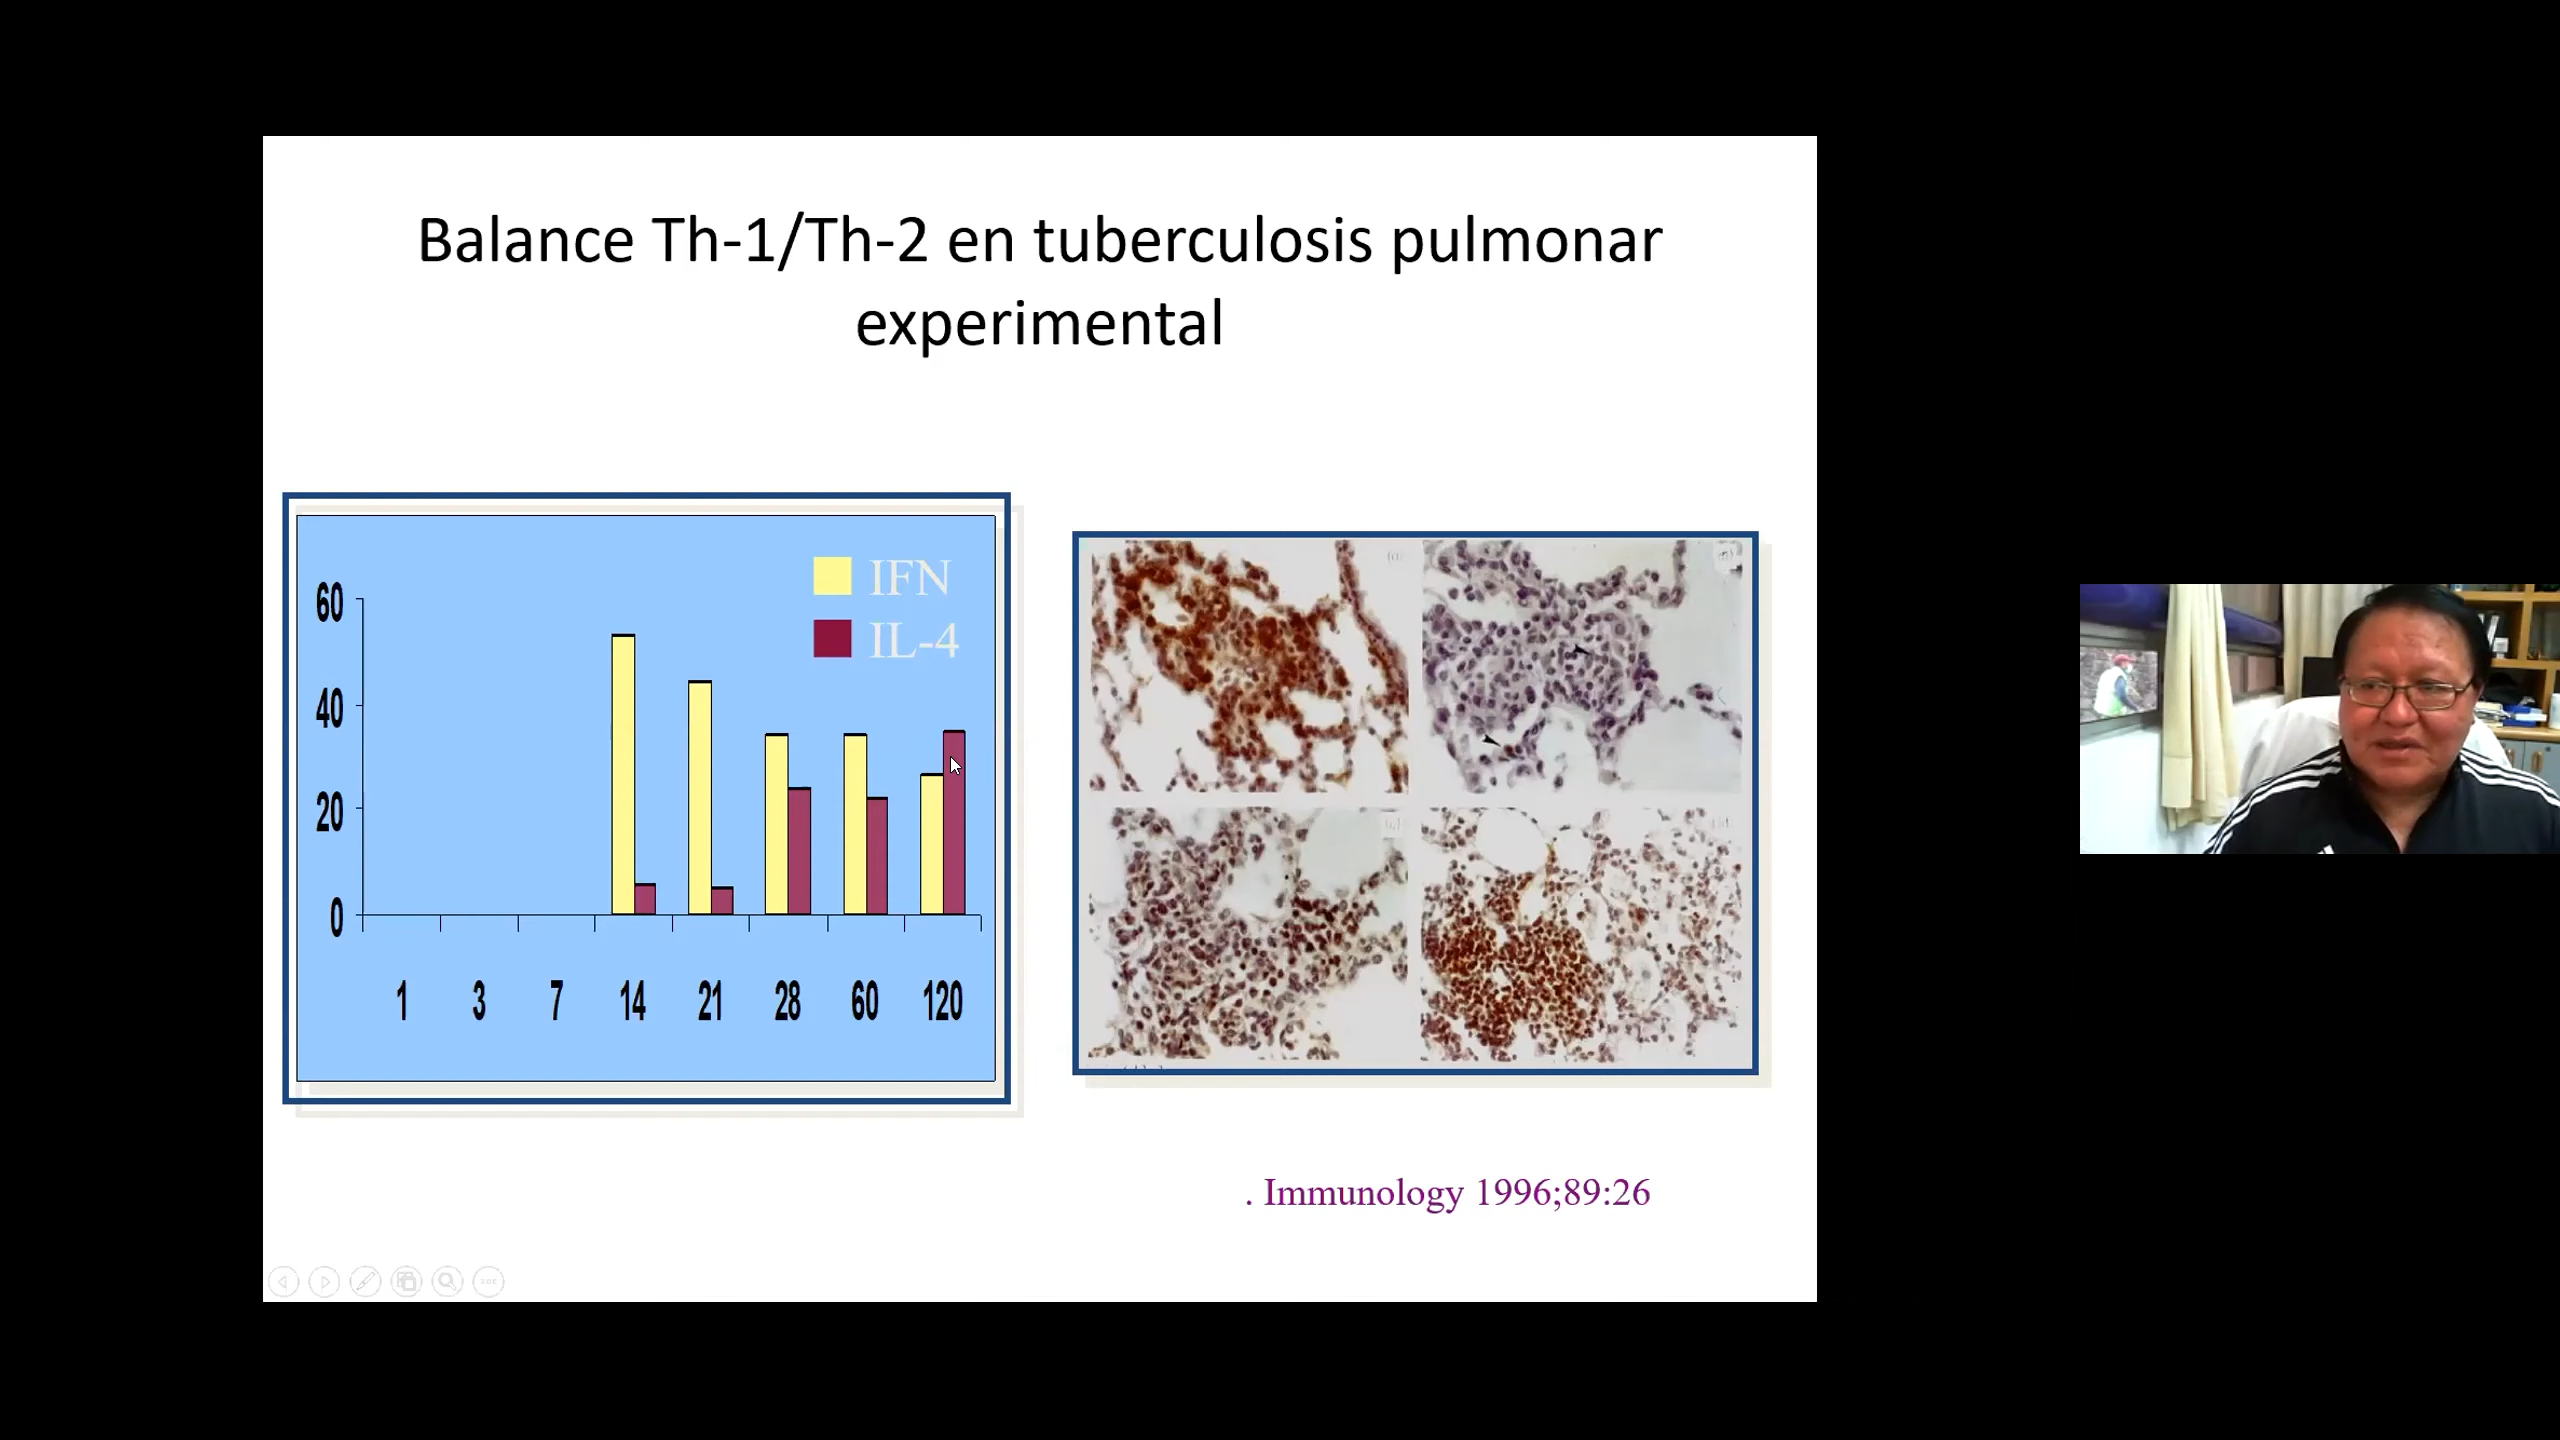 Balance Th-1/Th-2 en tuberculosis pulmonar
experimental
IFN
IL-4
60
40
20
0
1 3 7 14 21 28 60 120
. Immunology 1996;89:26